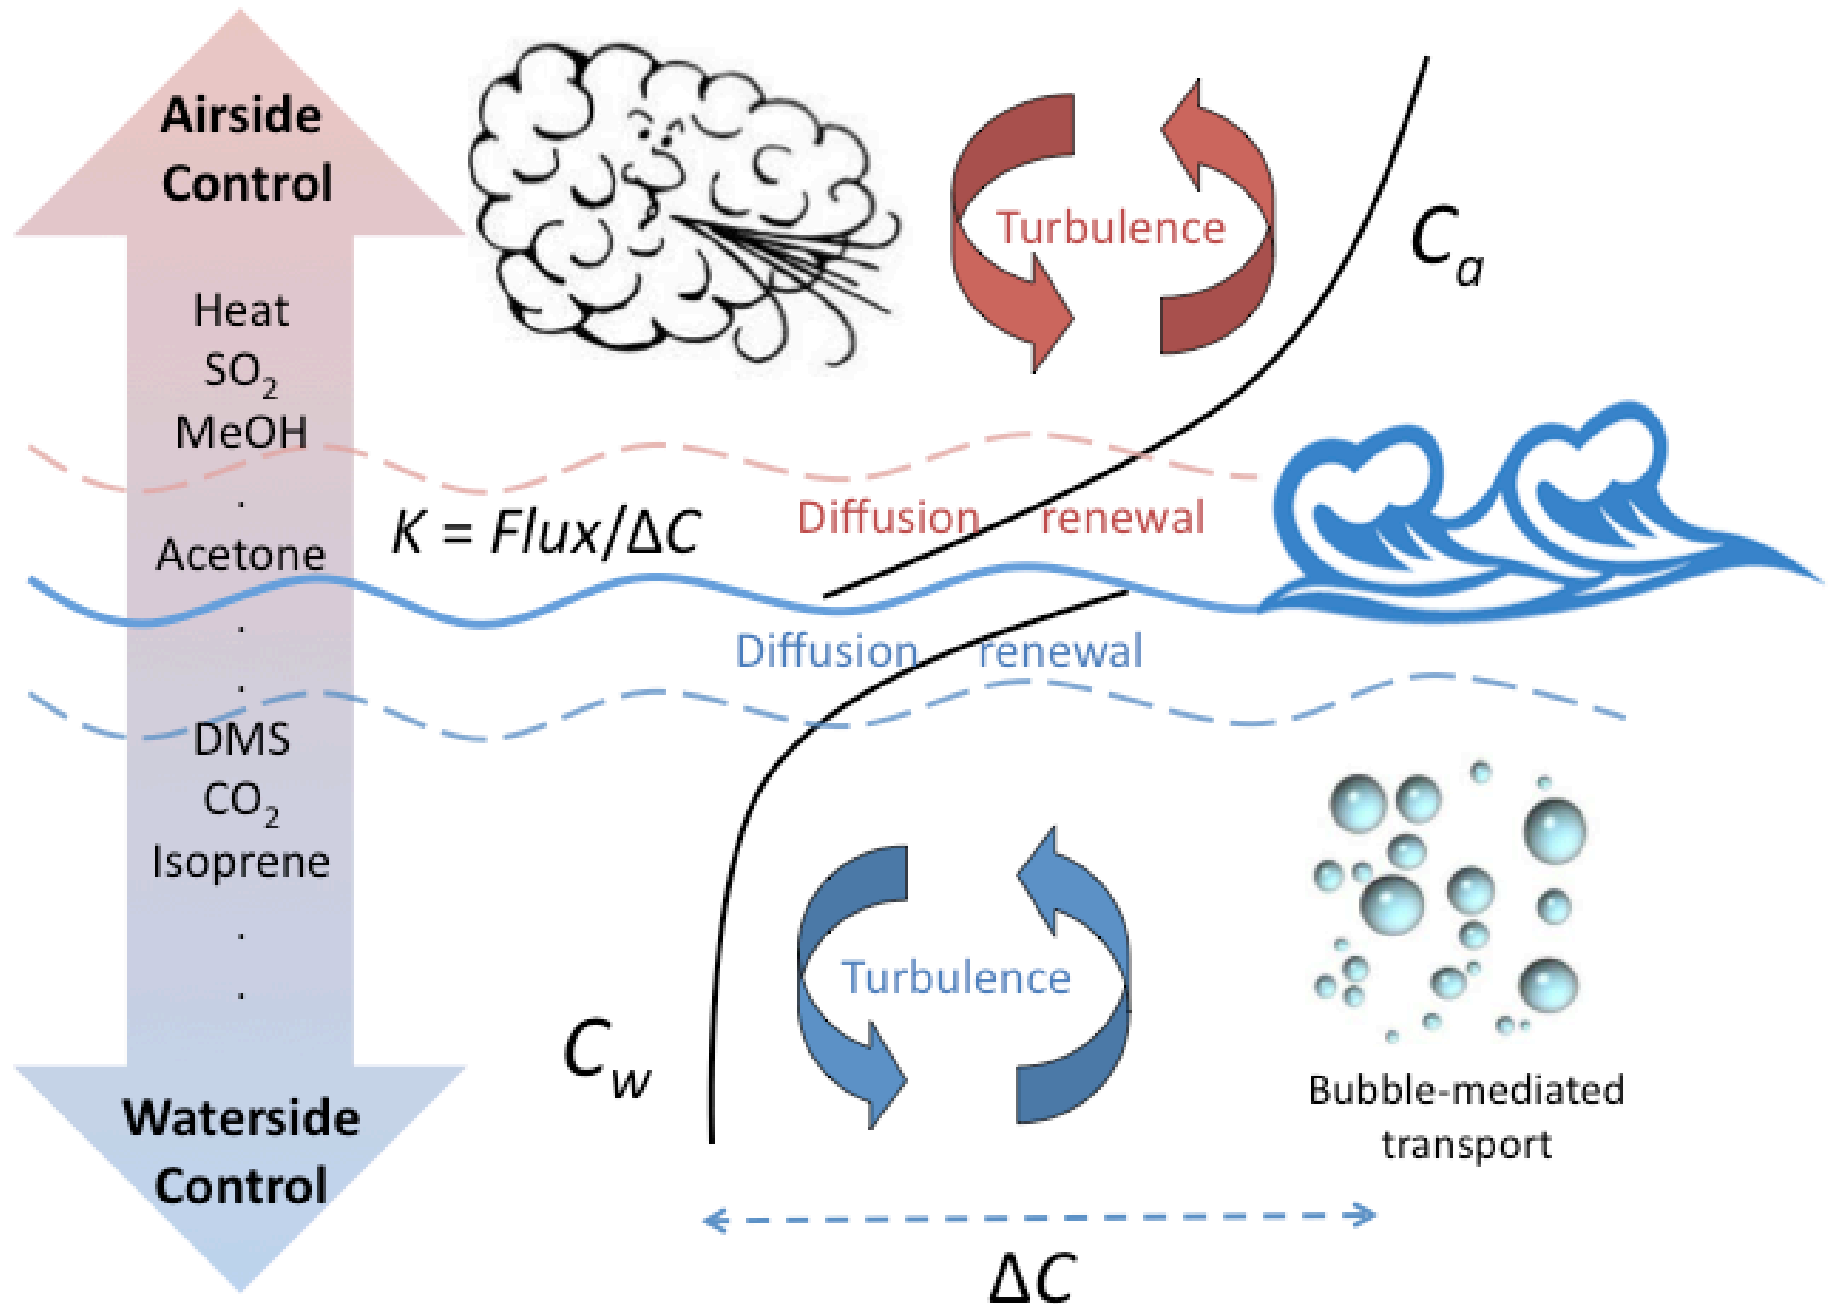 Airside
Control
Heat
SO₂
MeOH
.
Acetone
.
.
DMS
CO₂
Isoprene
.
.
Waterside
Control
Turbulence
Cₐ
K = Flux/ΔC
Diffusion renewal
Diffusion renewal
Turbulence
C_w
Bubble-mediated
transport
ΔC